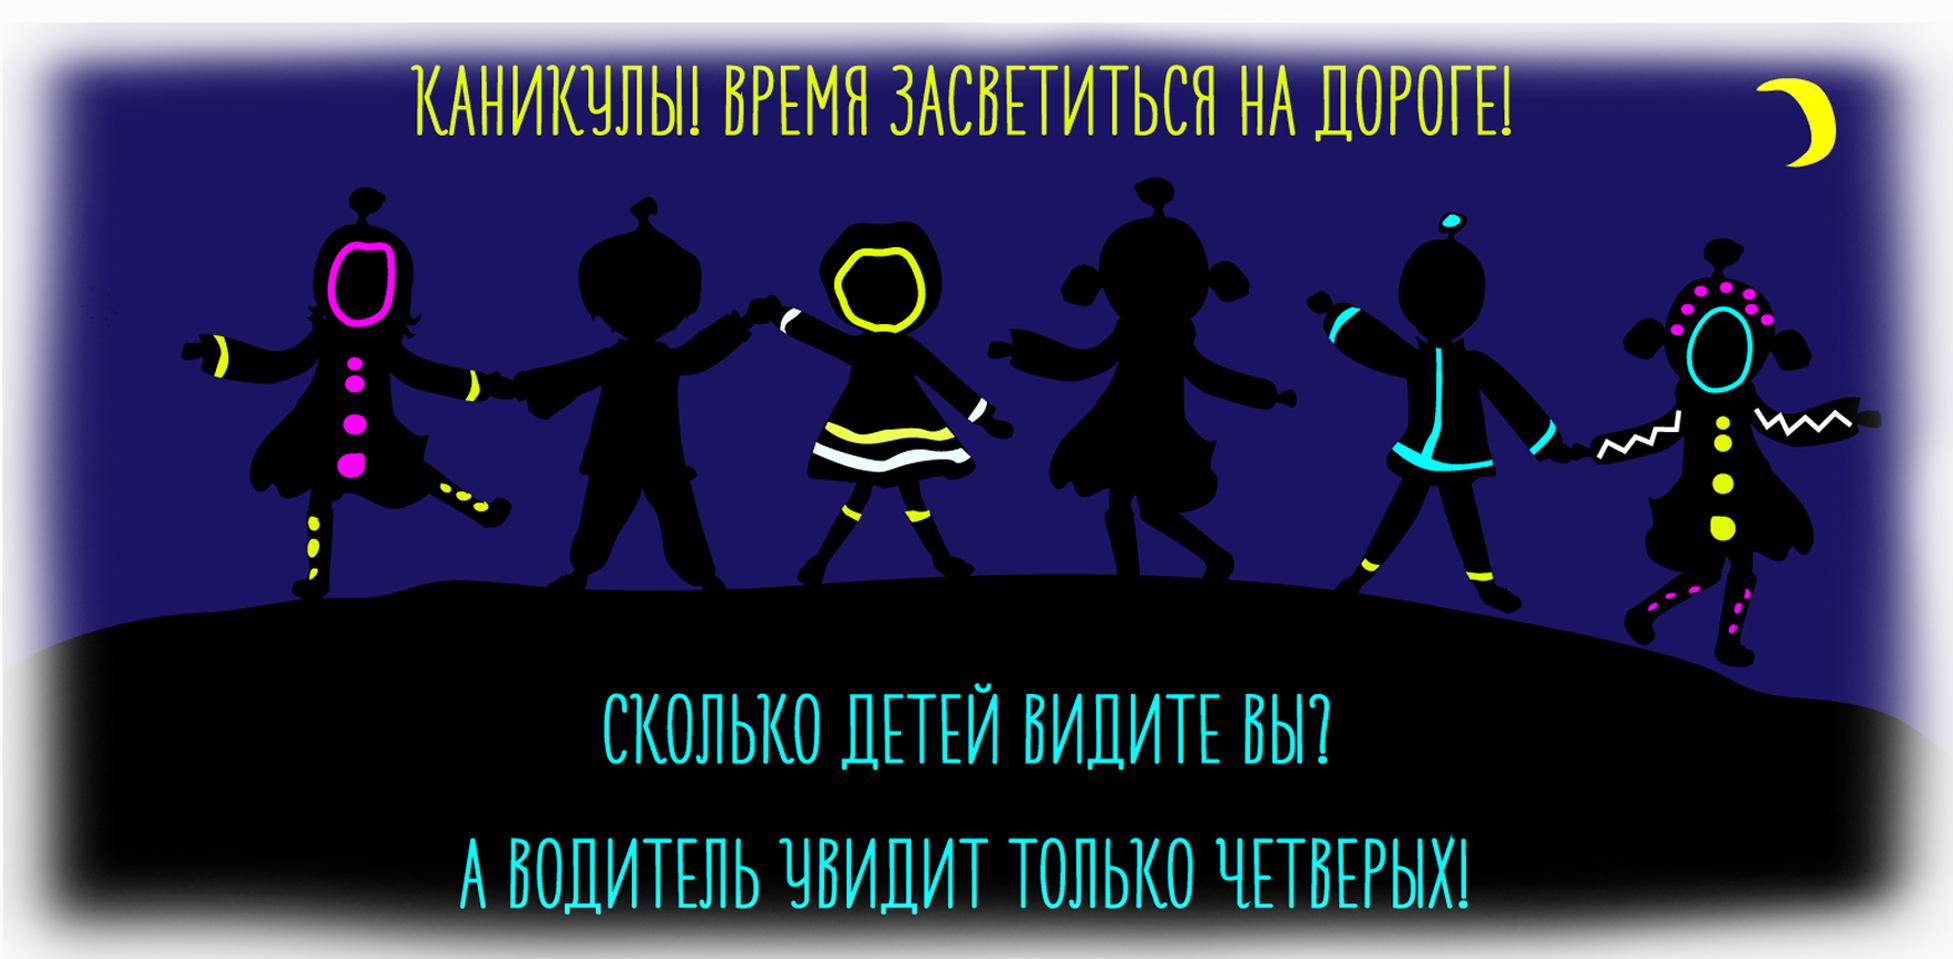 КАНИКУЛЫ! ВРЕМЯ ЗАСВЕТИТЬСЯ НА ДОРОГЕ!
СКОЛЬКО ДЕТЕЙ ВИДИТЕ ВЫ?
А ВОДИТЕЛЬ УВИДИТ ТОЛЬКО ЧЕТВЕРЫХ!